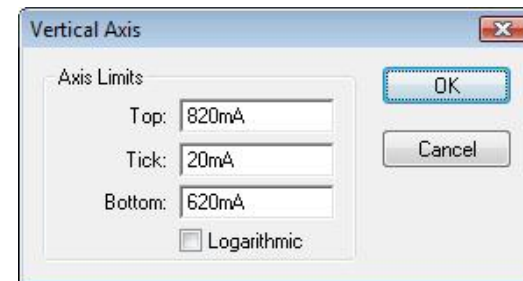 Vertical Axis
Axis Limits
Top: 820mA
Tick: 20mA
Bottom: 620mA
Logarithmic
OK
Cancel